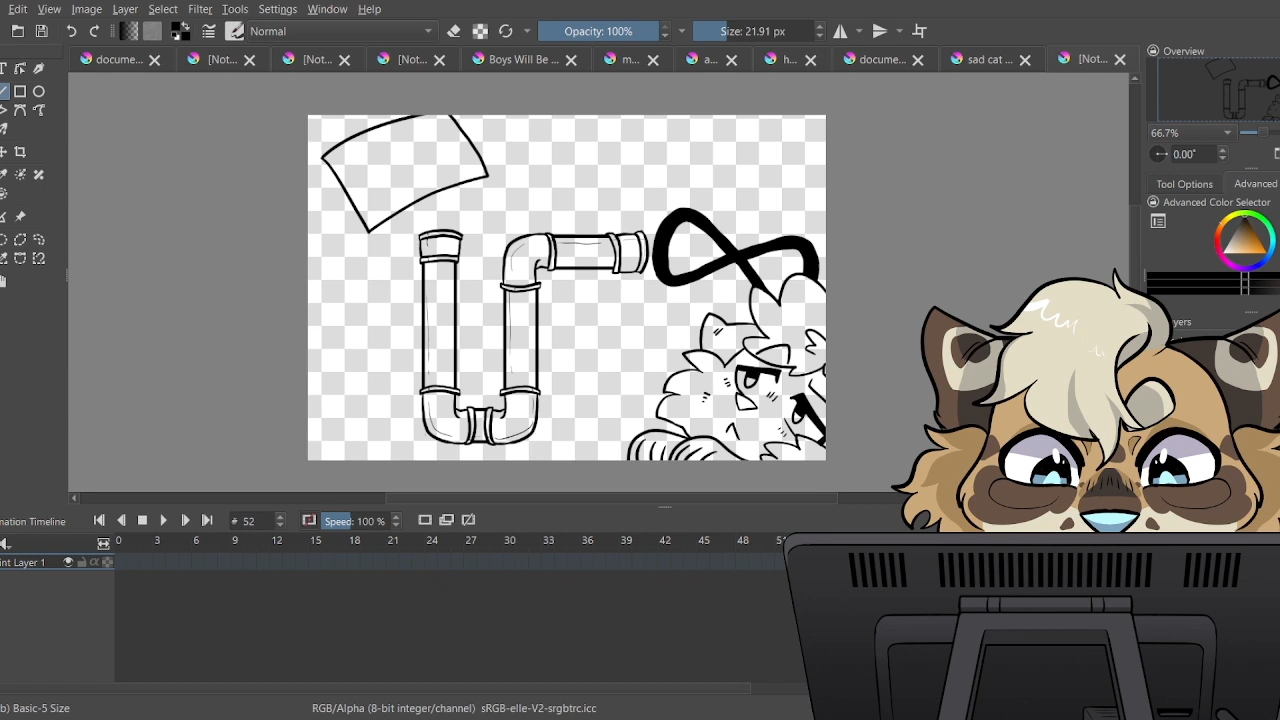 Edit View Image Layer Select Filter Tools Settings Window Help
Normal Opacity: 100% Size: 21.91 px
docume... [Not... [Not... [Not... Boys Will Be ... m... a... h... docume... sad cat ... [Not...
Overview
66.7%
0.00°
Tool Options Advanced
Advanced Color Selector
yers
mation Timeline # 52 Speed: 100 %
0 3 6 9 12 15 18 21 24 27 30 33 36 39 42 45 48
int Layer 1
b) Basic-5 Size RGB/Alpha (8-bit integer/channel) sRGB-elle-V2-srgbtrc.icc